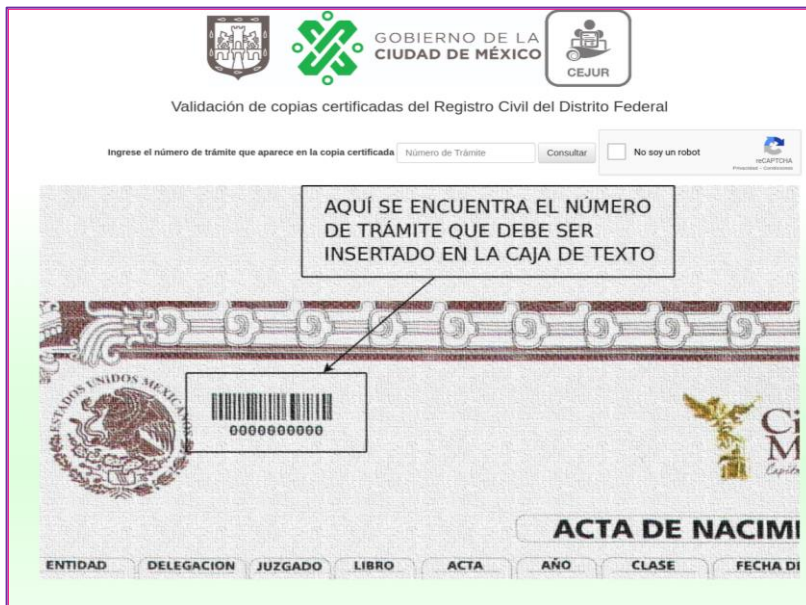 GOBIERNO DE LA
CIUDAD DE MÉXICO
CEJUR
Validación de copias certificadas del Registro Civil del Distrito Federal
Ingrese el número de trámite que aparece en la copia certificada Número de Trámite Consultar No soy un robot
reCAPTCHA
Privacidad - Condiciones
AQUÍ SE ENCUENTRA EL NÚMERO
DE TRÁMITE QUE DEBE SER
INSERTADO EN LA CAJA DE TEXTO
ESTADOS UNIDOS MEXICANOS
0000000000
Ci
M
Capita
ACTA DE NACIMI
ENTIDAD DELEGACION JUZGADO LIBRO ACTA AÑO CLASE FECHA DE